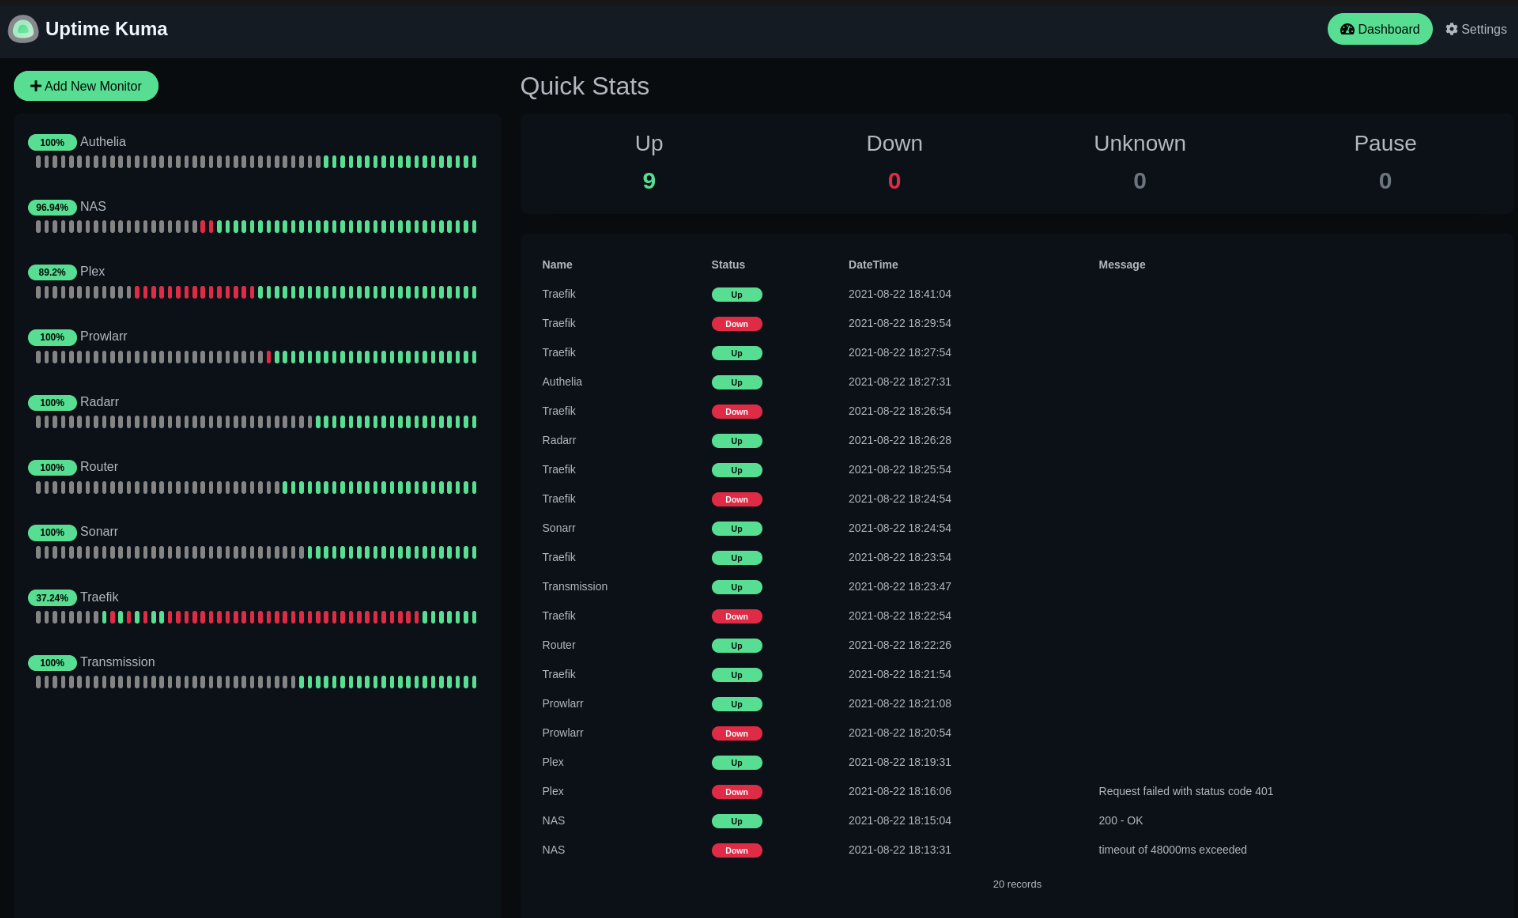 Uptime Kuma
Dashboard
Settings
Add New Monitor
100% Authelia
96.94% NAS
89.2% Plex
100% Prowlarr
100% Radarr
100% Router
100% Sonarr
37.24% Traefik
100% Transmission
Quick Stats
Up Down Unknown Pause
9 0 0 0
Name Status DateTime Message
Traefik Up 2021-08-22 18:41:04
Traefik Down 2021-08-22 18:29:54
Traefik Up 2021-08-22 18:27:54
Authelia Up 2021-08-22 18:27:31
Traefik Down 2021-08-22 18:26:54
Radarr Up 2021-08-22 18:26:28
Traefik Up 2021-08-22 18:25:54
Traefik Down 2021-08-22 18:24:54
Sonarr Up 2021-08-22 18:24:54
Traefik Up 2021-08-22 18:23:54
Transmission Up 2021-08-22 18:23:47
Traefik Down 2021-08-22 18:22:54
Router Up 2021-08-22 18:22:26
Traefik Up 2021-08-22 18:21:54
Prowlarr Up 2021-08-22 18:21:08
Prowlarr Down 2021-08-22 18:20:54
Plex Up 2021-08-22 18:19:31
Plex Down 2021-08-22 18:16:06 Request failed with status code 401
NAS Up 2021-08-22 18:15:04 200 - OK
NAS Down 2021-08-22 18:13:31 timeout of 48000ms exceeded
20 records